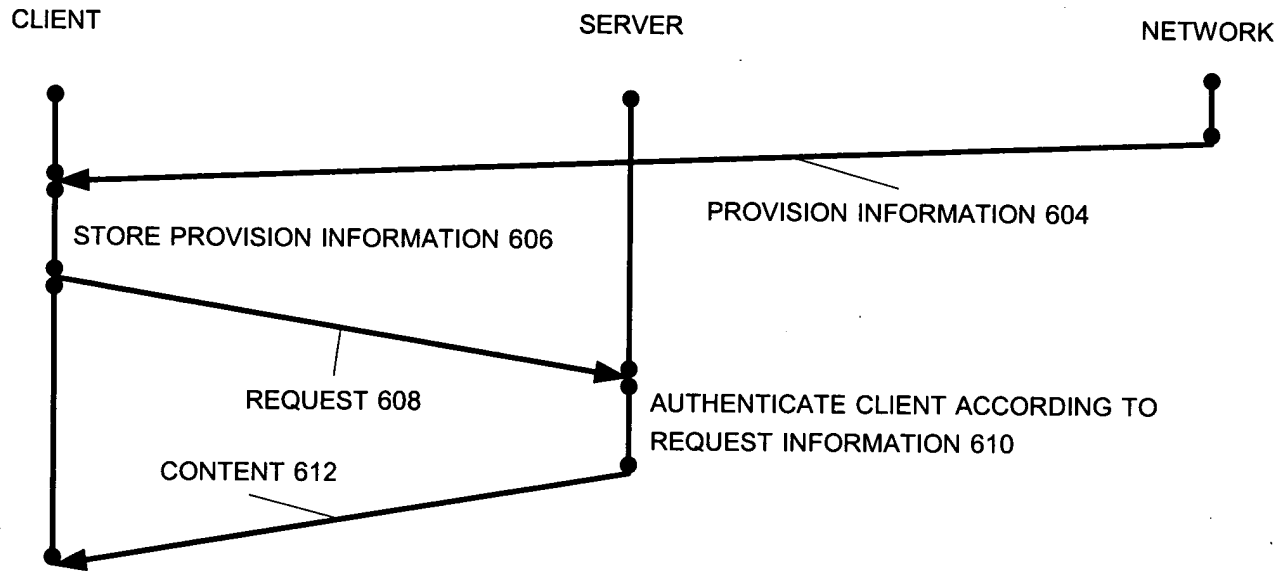 CLIENT
SERVER
NETWORK
PROVISION INFORMATION 604
STORE PROVISION INFORMATION 606
REQUEST 608
AUTHENTICATE CLIENT ACCORDING TO
REQUEST INFORMATION 610
CONTENT 612